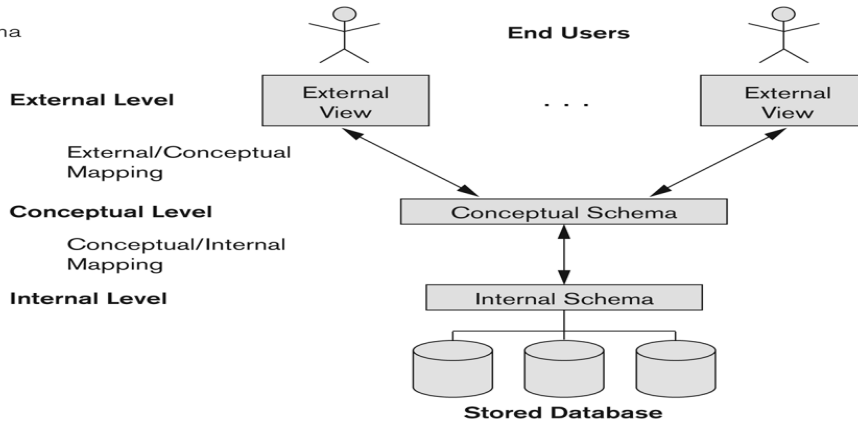 End Users
External Level
External
View
. . .
External
View
External/Conceptual
Mapping
Conceptual Level
Conceptual Schema
Conceptual/Internal
Mapping
Internal Level
Internal Schema
Stored Database